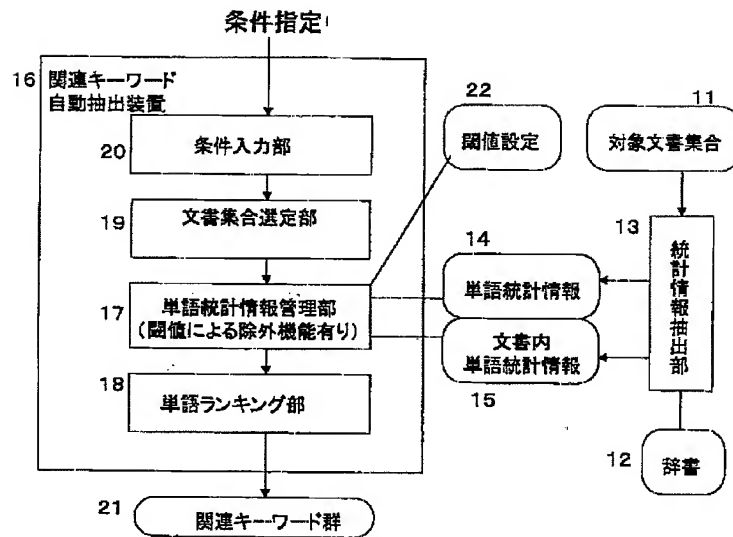 条件指定
16 関連キーワード
自動抽出装置
20 条件入力部
19 文書集合選定部
17 単語統計情報管理部
(閾値による除外機能有り)
18 単語ランキング部
21 関連キーワード群
22
閾値設定
11
対象文書集合
14
単語統計情報
文書内
単語統計情報
15
13
統計情報抽出部
12 辞書